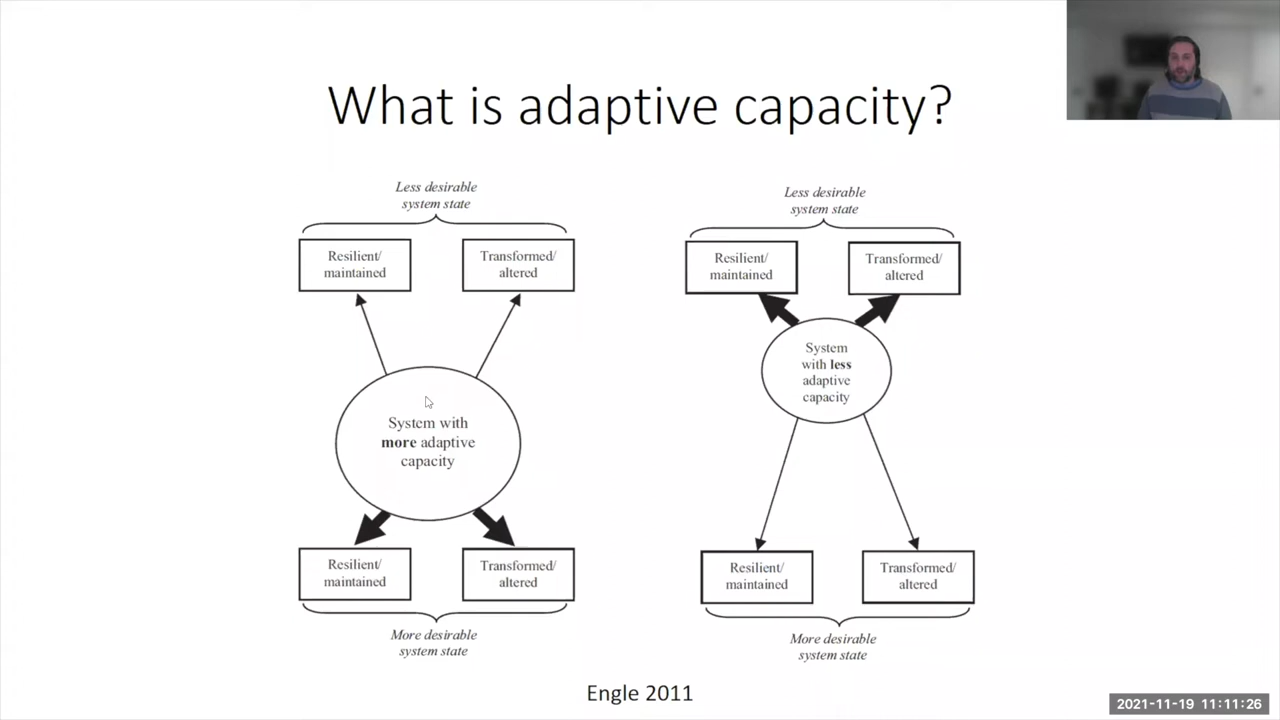 What is adaptive capacity?
Less desirable
system state
Resilient/
maintained
Transformed/
altered
System with
more adaptive
capacity
Resilient/
maintained
Transformed/
altered
More desirable
system state
Less desirable
system state
Resilient/
maintained
Transformed/
altered
System
with less
adaptive
capacity
Resilient/
maintained
Transformed/
altered
More desirable
system state
Engle 2011
2021-11-19 11:11:26